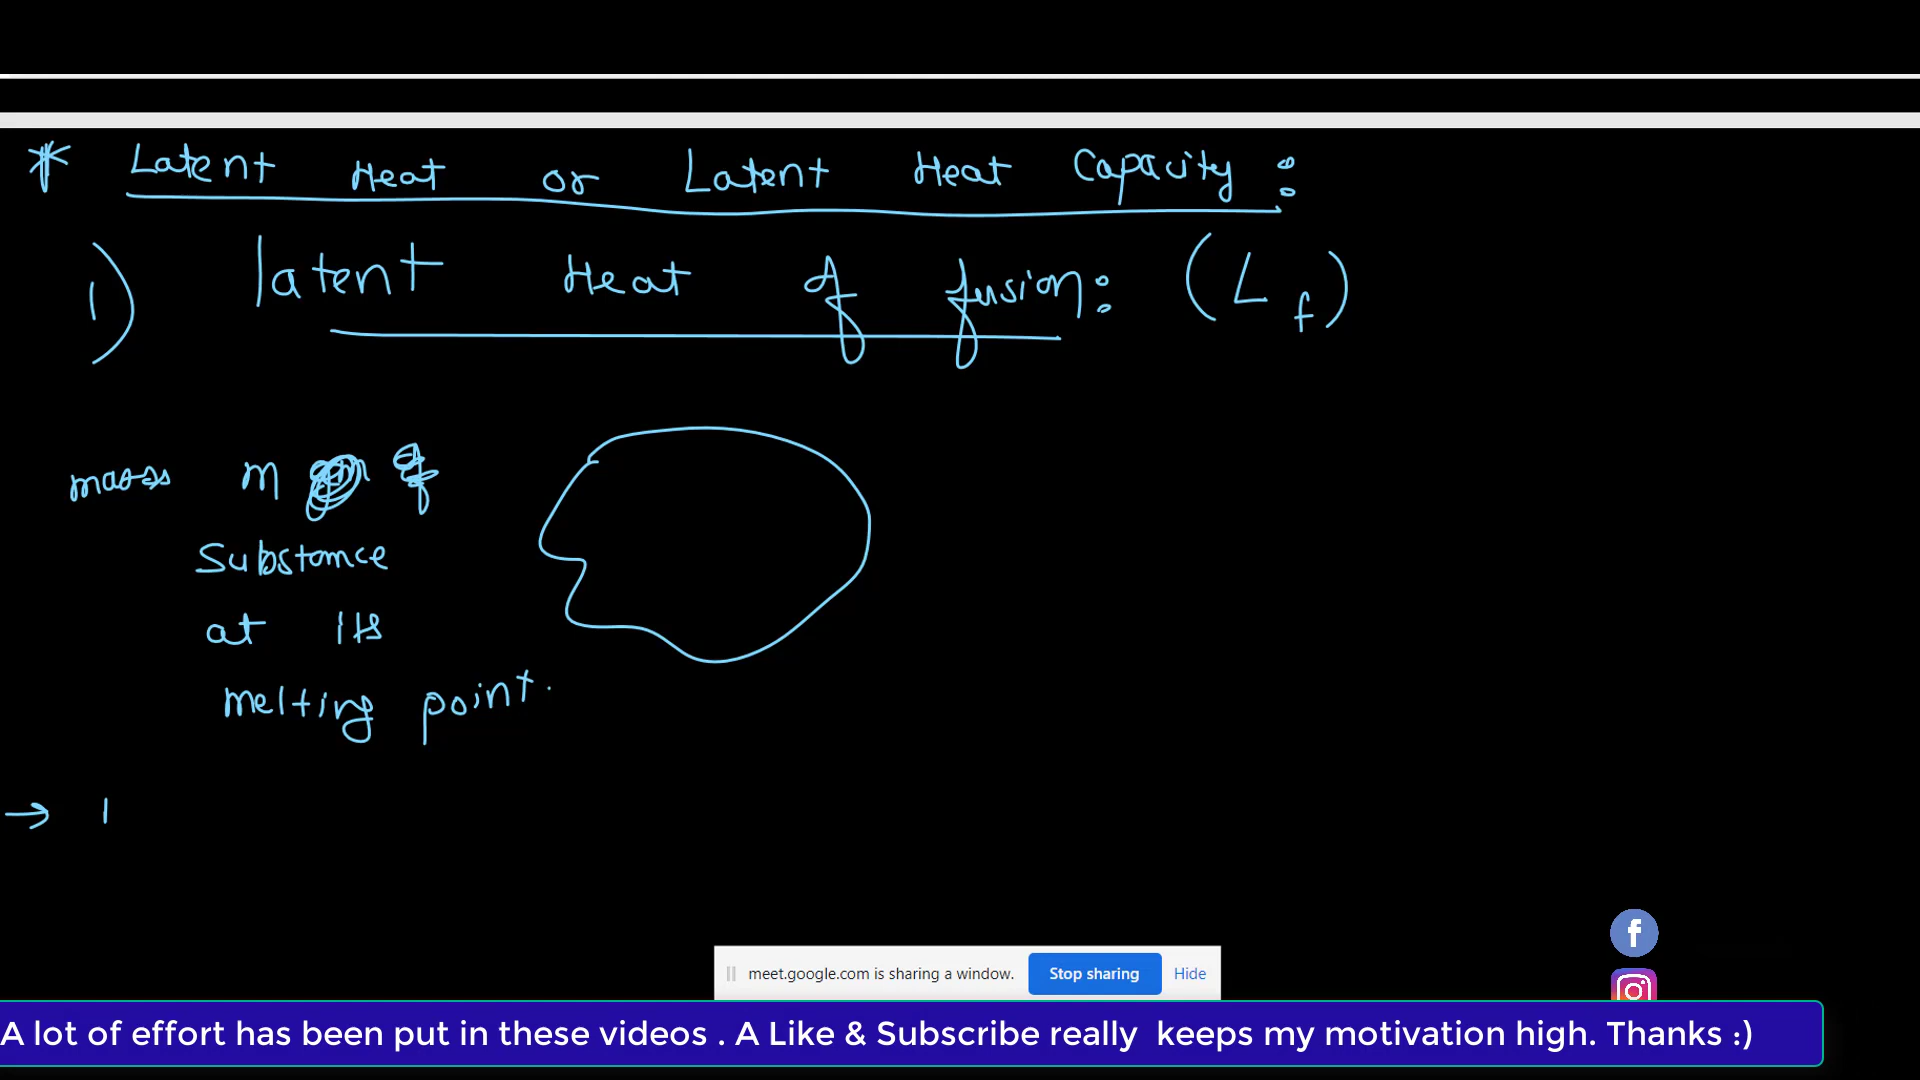 * Latent Heat or Latent Heat Capacity :
1) latent Heat of fusion: (Lf)
mass m of
Substance
at its
melting point.
→ I
meet.google.com is sharing a window. Stop sharing Hide
A lot of effort has been put in these videos . A Like & Subscribe really keeps my motivation high. Thanks :)